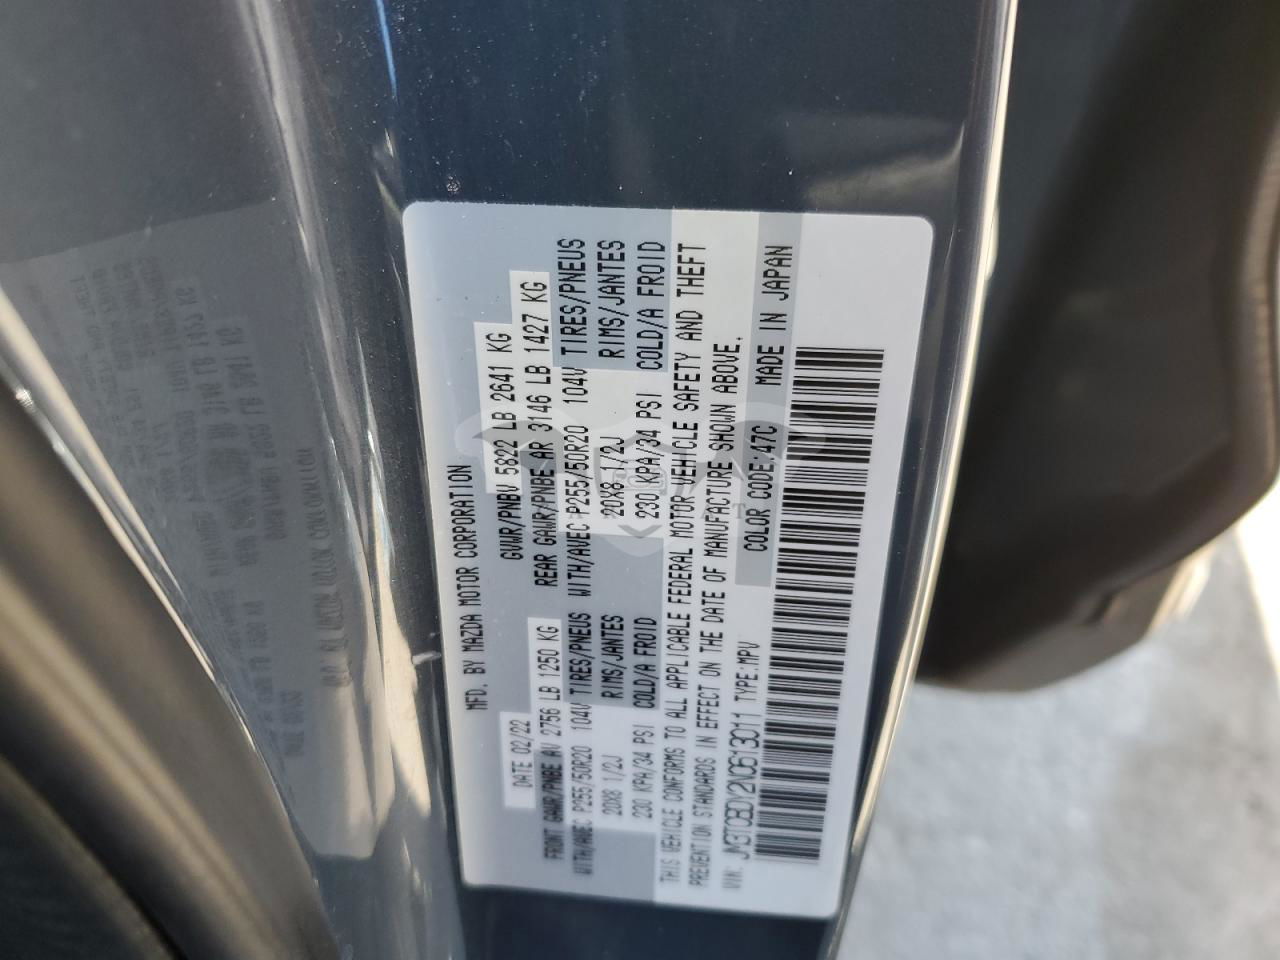 MFD. BY MAZDA MOTOR CORPORATION
DATE 02/22 GVWR/PNBV 5822 LB 2641 KG
FRONT GAWR/PNBE AV 2756 LB 1250 KG REAR GAWR/PNBE AR 3146 LB 1427 KG
WITH/AVEC P255/50R20 104V TIRES/PNEUS WITH/AVEC P255/50R20 104V TIRES/PNEUS
20X8 1/2J RIMS/JANTES 20X8 1/2J RIMS/JANTES
230 KPA/34 PSI COLD/A FROID 230 KPA/34 PSI COLD/A FROID
THIS VEHICLE CONFORMS TO ALL APPLICABLE FEDERAL MOTOR VEHICLE SAFETY AND THEFT
PREVENTION STANDARDS IN EFFECT ON THE DATE OF MANUFACTURE SHOWN ABOVE.
VIN: JM3TCBDY2N0613011 TYPE:MPV COLOR CODE:47C MADE IN JAPAN